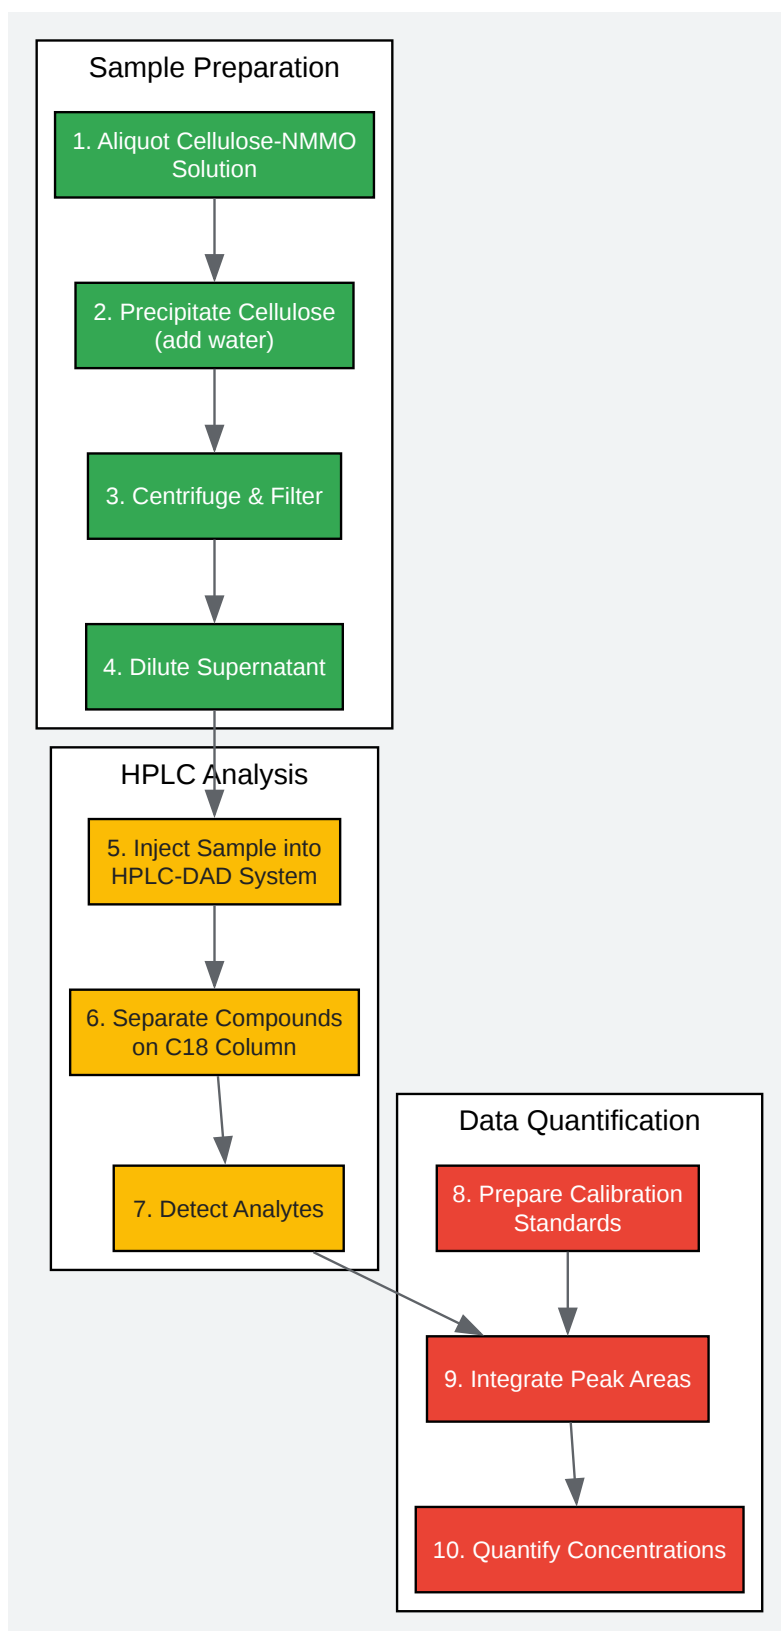 Sample Preparation
1. Aliquot Cellulose-NMMO
Solution
2. Precipitate Cellulose
(add water)
3. Centrifuge & Filter
4. Dilute Supernatant
HPLC Analysis
5. Inject Sample into
HPLC-DAD System
6. Separate Compounds
on C18 Column
7. Detect Analytes
Data Quantification
8. Prepare Calibration
Standards
9. Integrate Peak Areas
10. Quantify Concentrations